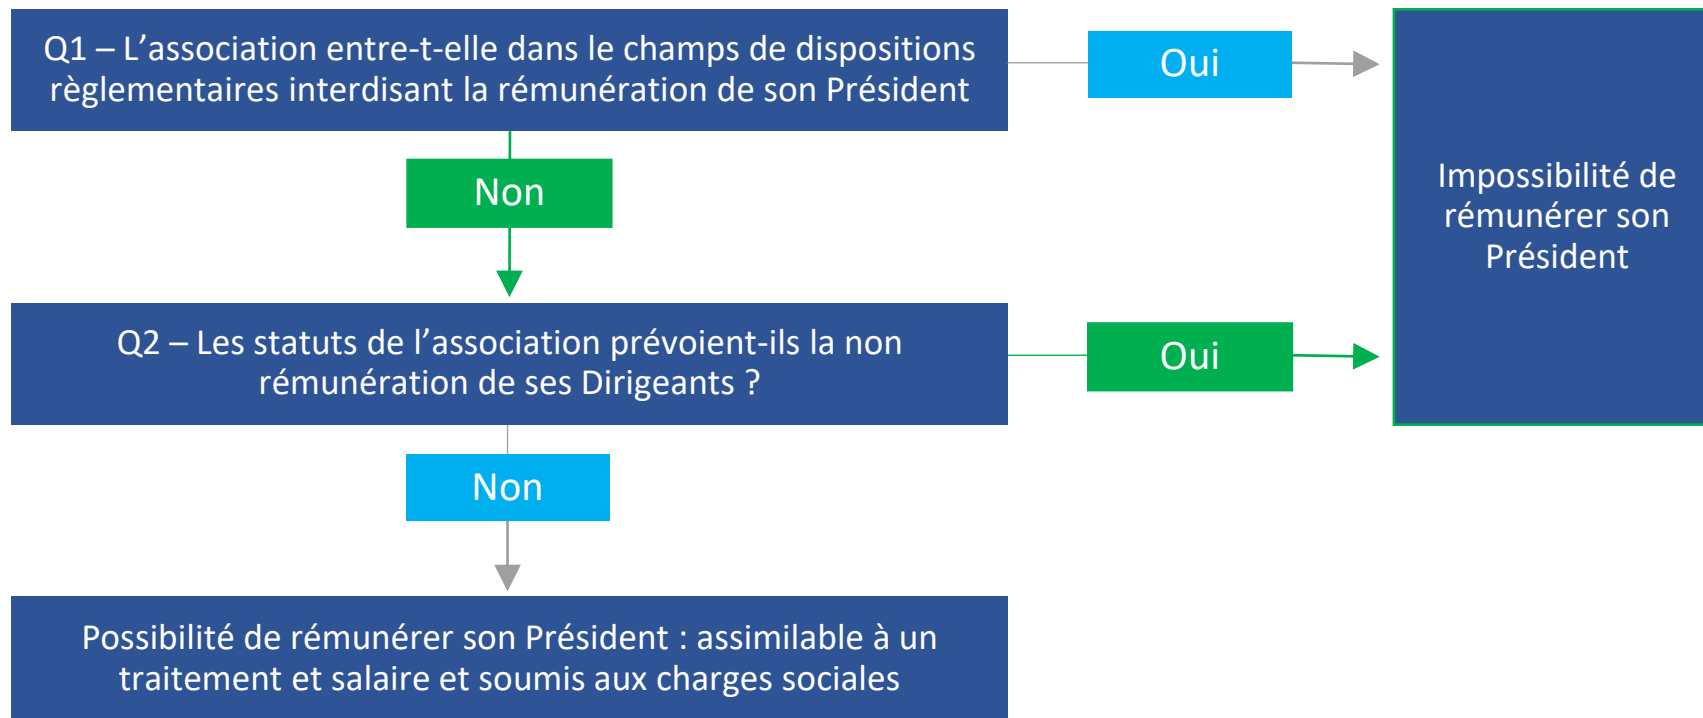 Q1 – L’association entre-t-elle dans le champs de dispositions
règlementaires interdisant la rémunération de son Président
Oui
Impossibilité de
rémunérer son
Président
Non
Q2 – Les statuts de l’association prévoient-ils la non
rémunération de ses Dirigeants ?
Oui
Non
Possibilité de rémunérer son Président : assimilable à un
traitement et salaire et soumis aux charges sociales